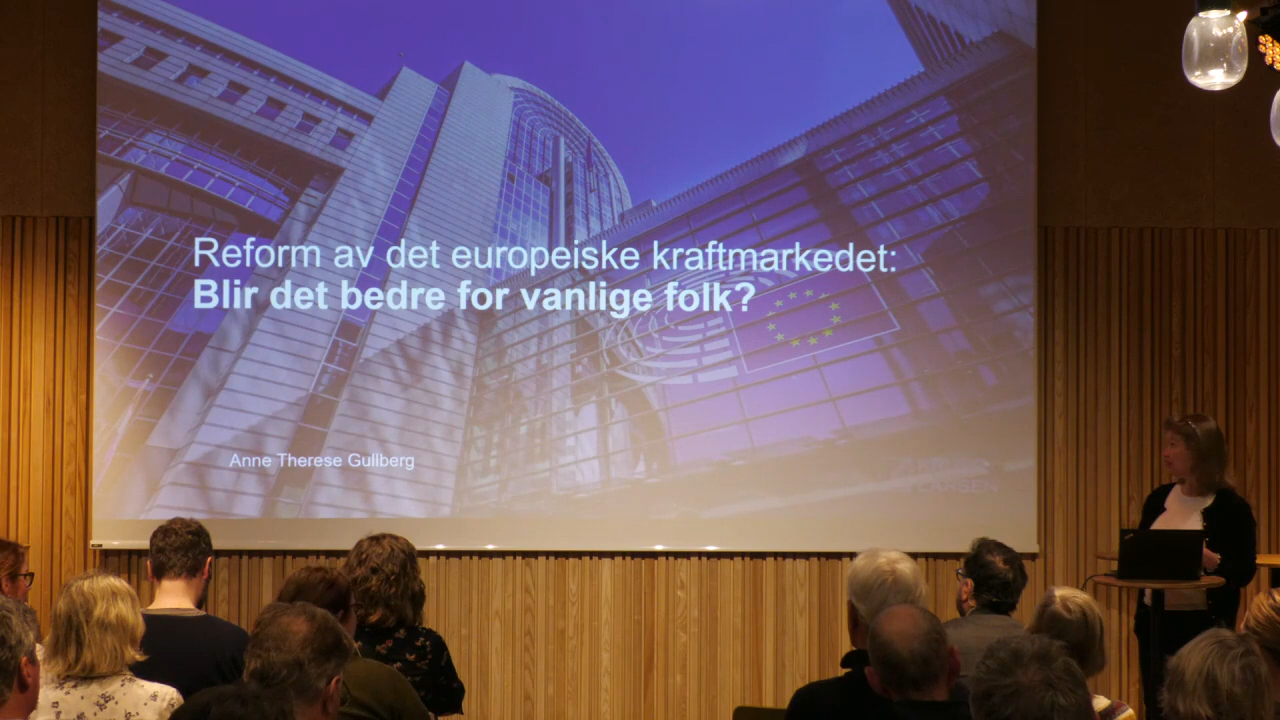 Reform av det europeiske kraftmarkedet:
Blir det bedre for vanlige folk?
Anne Therese Gullberg